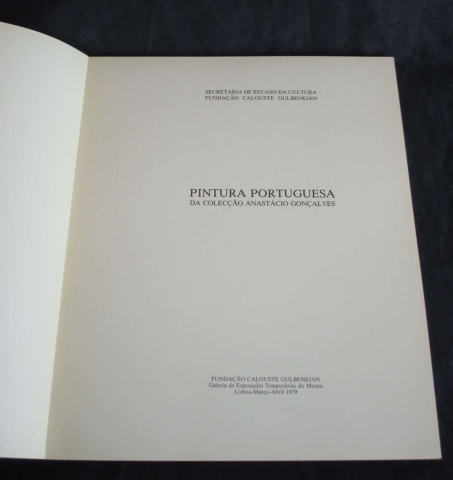 SECRETARIA DE ESTADO DA CULTURA
FUNDAÇÃO CALOUSTE GULBENKIAN
PINTURA PORTUGUESA
DA COLECÇÃO ANASTÁCIO GONÇALVES
FUNDAÇÃO CALOUSTE GULBENKIAN
Galeria de Exposições Temporárias do Museu
Lisboa-Março-Abril 1979